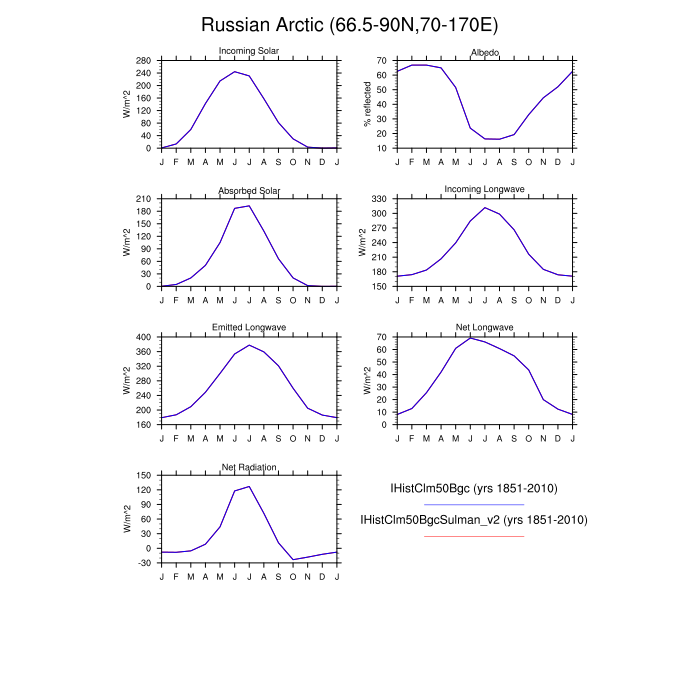 Russian Arctic (66.5-90N,70-170E)
Incoming Solar
W/m^2
280
240
200
160
120
80
40
0
J F M A M J J A S O N D J
Albedo
% reflected
70
60
50
40
30
20
10
J F M A M J J A S O N D J
Absorbed Solar
W/m^2
210
180
150
120
90
60
30
0
J F M A M J J A S O N D J
Incoming Longwave
W/m^2
330
300
270
240
210
180
150
J F M A M J J A S O N D J
Emitted Longwave
W/m^2
400
360
320
280
240
200
160
J F M A M J J A S O N D J
Net Longwave
W/m^2
70
60
50
40
30
20
10
0
J F M A M J J A S O N D J
Net Radiation
W/m^2
150
120
90
60
30
0
-30
J F M A M J J A S O N D J
IHistClm50Bgc (yrs 1851-2010)
IHistClm50BgcSulman_v2 (yrs 1851-2010)